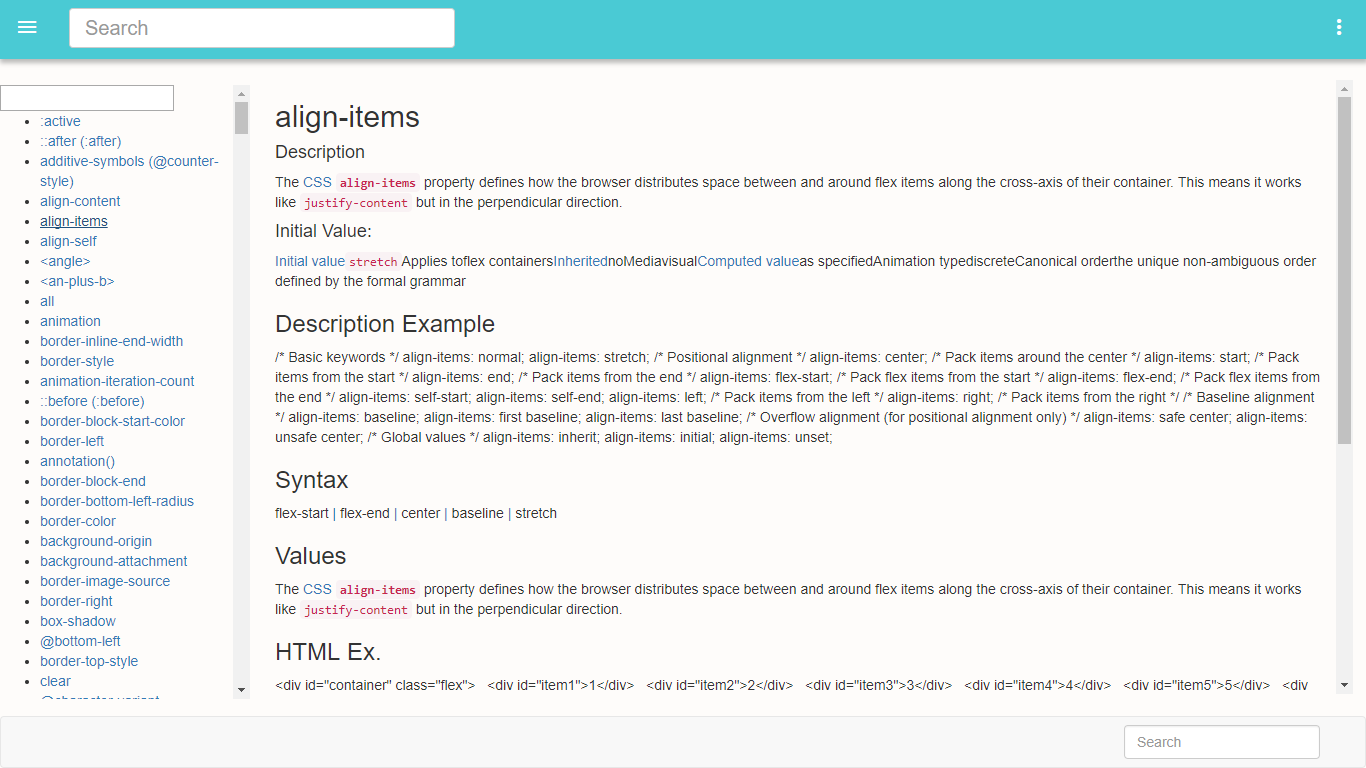 Search
:active
::after (:after)
additive-symbols (@counter-
style)
align-content
align-items
align-self
<angle>
<an-plus-b>
all
animation
border-inline-end-width
border-style
animation-iteration-count
::before (:before)
border-block-start-color
border-left
annotation()
border-block-end
border-bottom-left-radius
border-color
background-origin
background-attachment
border-image-source
border-right
box-shadow
@bottom-left
border-top-style
clear
@character-variant
align-items
Description
The CSS align-items property defines how the browser distributes space between and around flex items along the cross-axis of their container. This means it works
like justify-content but in the perpendicular direction.
Initial Value:
Initial value stretch Applies toflex containersInheritednoMediavisualComputed valueas specifiedAnimation typediscreteCanonical orderthe unique non-ambiguous order
defined by the formal grammar
Description Example
/* Basic keywords */ align-items: normal; align-items: stretch; /* Positional alignment */ align-items: center; /* Pack items around the center */ align-items: start; /* Pack
items from the start */ align-items: end; /* Pack items from the end */ align-items: flex-start; /* Pack flex items from the start */ align-items: flex-end; /* Pack flex items from
the end */ align-items: self-start; align-items: self-end; align-items: left; /* Pack items from the left */ align-items: right; /* Pack items from the right */ /* Baseline alignment
*/ align-items: baseline; align-items: first baseline; align-items: last baseline; /* Overflow alignment (for positional alignment only) */ align-items: safe center; align-items:
unsafe center; /* Global values */ align-items: inherit; align-items: initial; align-items: unset;
Syntax
flex-start | flex-end | center | baseline | stretch
Values
The CSS align-items property defines how the browser distributes space between and around flex items along the cross-axis of their container. This means it works
like justify-content but in the perpendicular direction.
HTML Ex.
<div id="container" class="flex"> <div id="item1">1</div> <div id="item2">2</div> <div id="item3">3</div> <div id="item4">4</div> <div id="item5">5</div> <div
Search